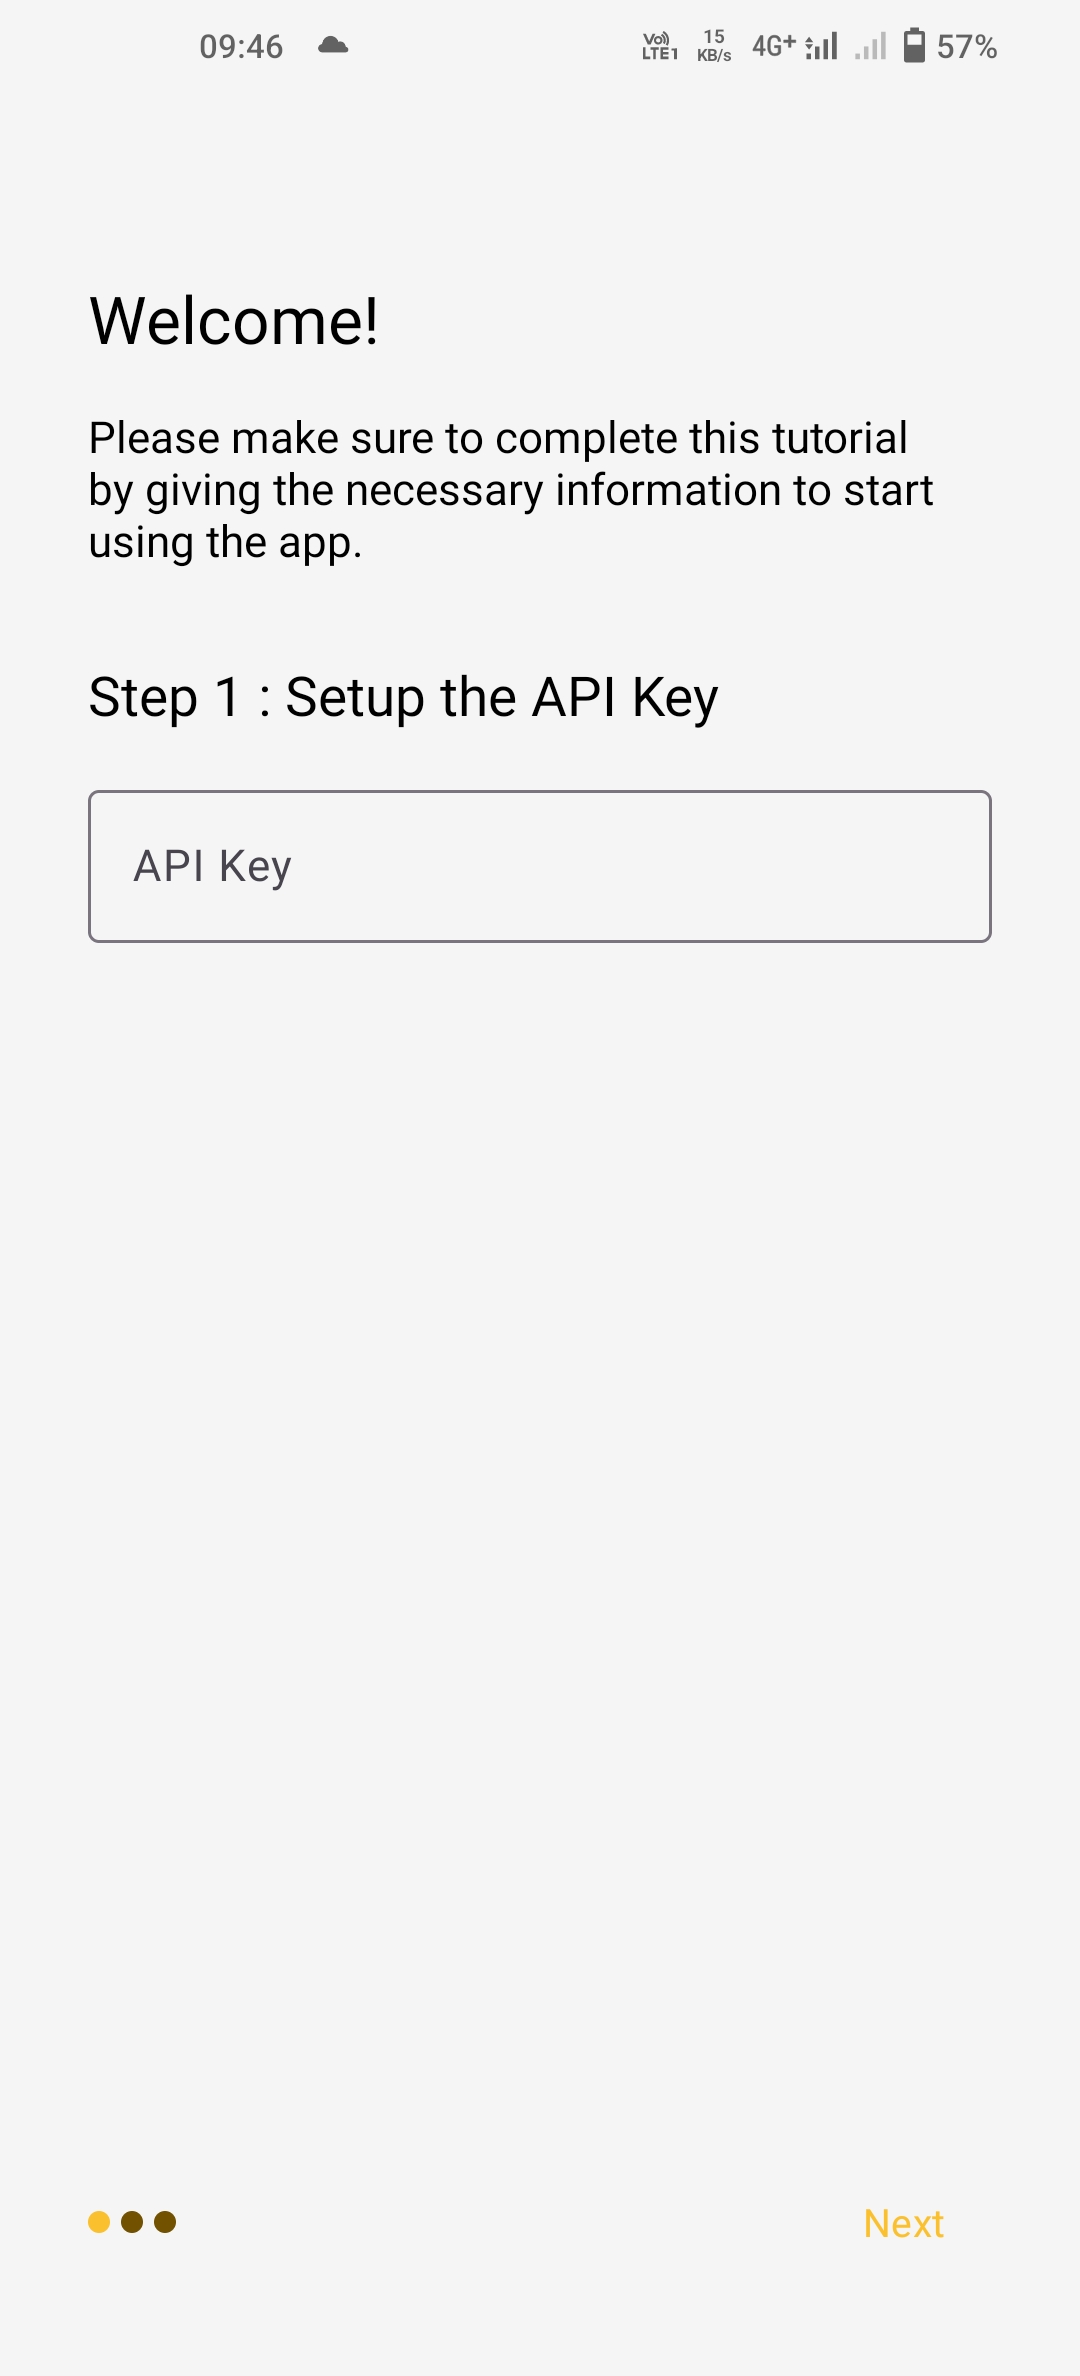 09:46
Vo) LTE1 15 KB/s 4G+ 57%
Welcome!
Please make sure to complete this tutorial
by giving the necessary information to start
using the app.
Step 1 : Setup the API Key
API Key
Next